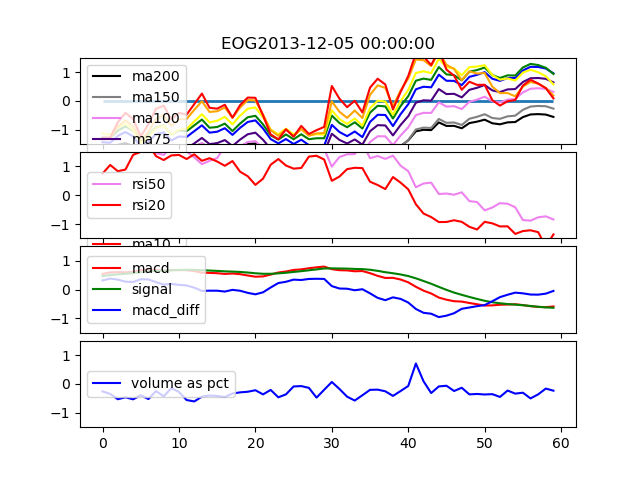 EOG2013-12-05 00:00:00
1
0
−1
ma200
ma150
ma100
ma75
1
0
−1
rsi50
rsi20
ma10
1
0
−1
macd
signal
macd_diff
1
0
−1
volume as pct
0 10 20 30 40 50 60